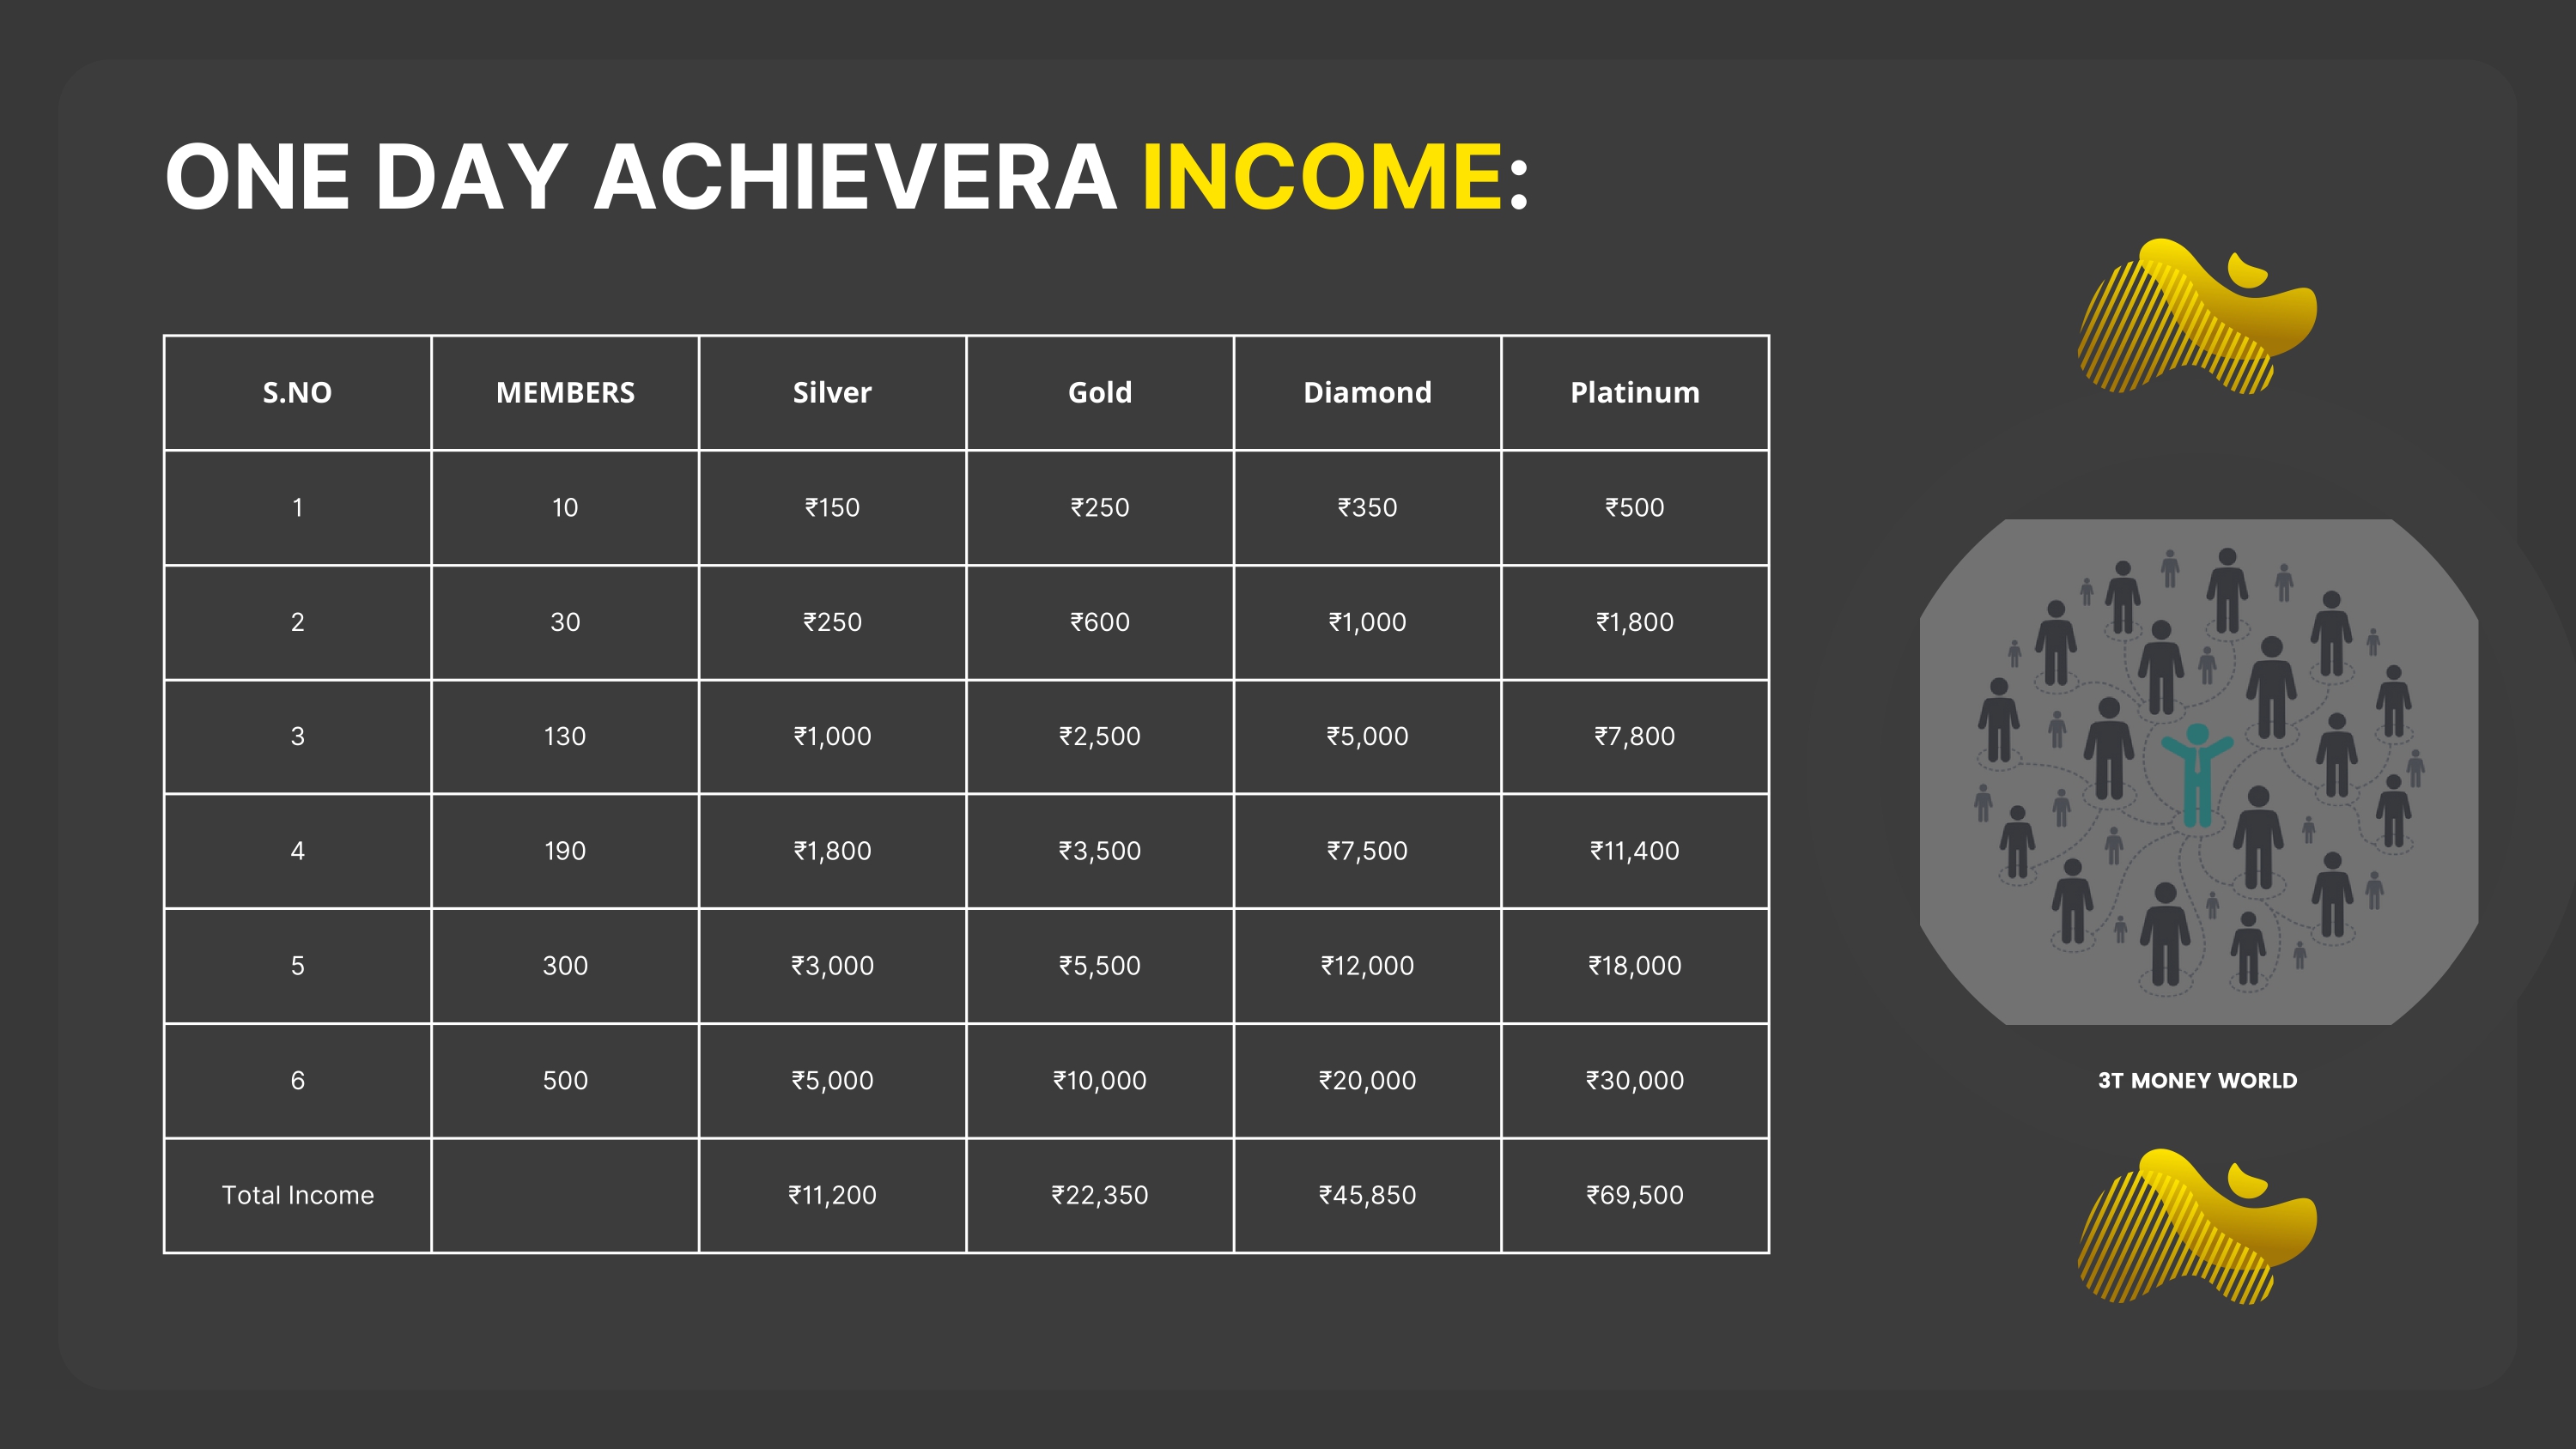 ONE DAY ACHIEVERA INCOME:
S.NO MEMBERS Silver Gold Diamond Platinum
1 10 ₹150 ₹250 ₹350 ₹500
2 30 ₹250 ₹600 ₹1,000 ₹1,800
3 130 ₹1,000 ₹2,500 ₹5,000 ₹7,800
4 190 ₹1,800 ₹3,500 ₹7,500 ₹11,400
5 300 ₹3,000 ₹5,500 ₹12,000 ₹18,000
6 500 ₹5,000 ₹10,000 ₹20,000 ₹30,000
Total Income ₹11,200 ₹22,350 ₹45,850 ₹69,500
3T MONEY WORLD